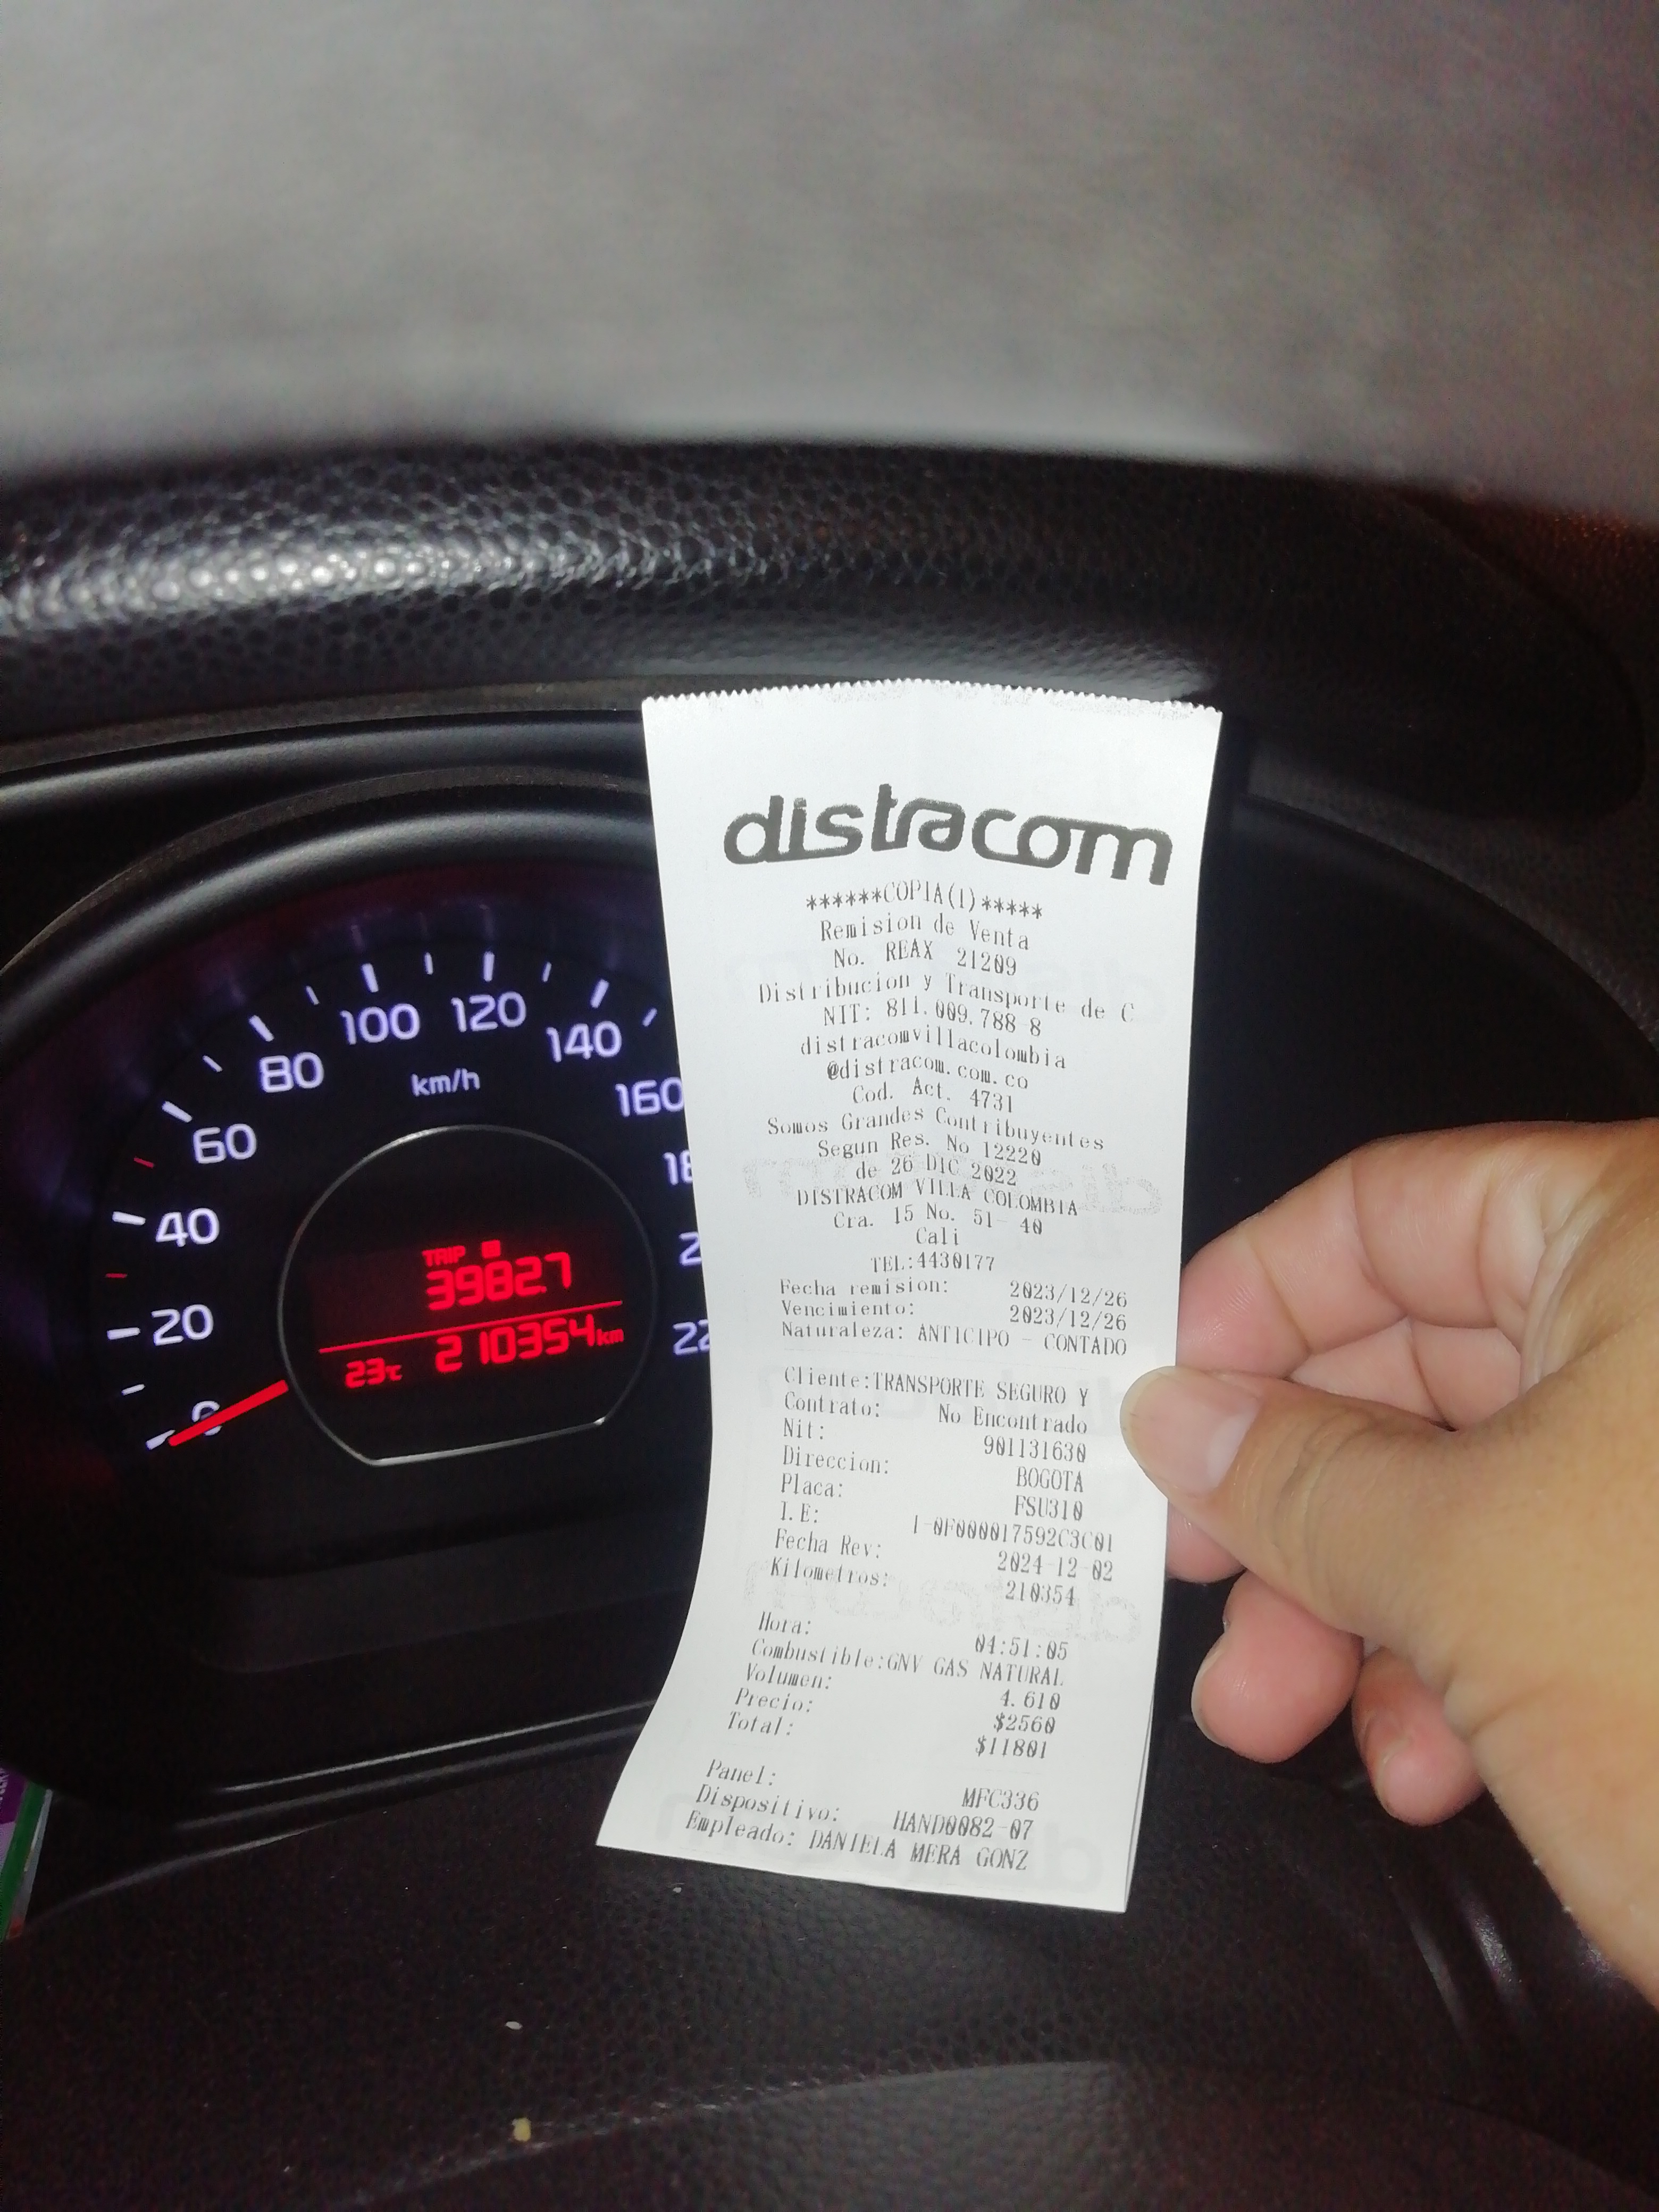 distracom
******COPIA(1)*****
Remision de Venta
No. REAX 21209
Distribucion y Transporte de C
NIT: 811.009.788-8
distracomvillacolombia
@distracom.com.co
Cod. Act. 4731
Somos Grandes Contribuyentes
Segun Res. No 12220
de 26 DIC 2022
DISTRACOM VILLA COLOMBIA
Cra. 15 No. 51- 40
Cali
TEL:4430177
Fecha remision: 2023/12/26
Vencimiento: 2023/12/26
Naturaleza: ANTICIPO - CONTADO
Cliente:TRANSPORTE SEGURO Y
Contrato: No Encontrado
Nit: 901131630
Direccion: BOGOTA
Placa: FSU310
I.E: 1-0F000017592C3C01
Fecha Rev: 2024-12-02
Kilometros: 210354
Hora: 04:51:05
Combustible:GNV GAS NATURAL
Volumen: 4.610
Precio: $2560
Total: $11801
Panel: MFC336
Dispositivo: HAND0082-07
Empleado: DANIELA MERA GONZ
0
20
40
60
80
100
120
140
160
km/h
TRIP
3982.7
23℃ 210354km